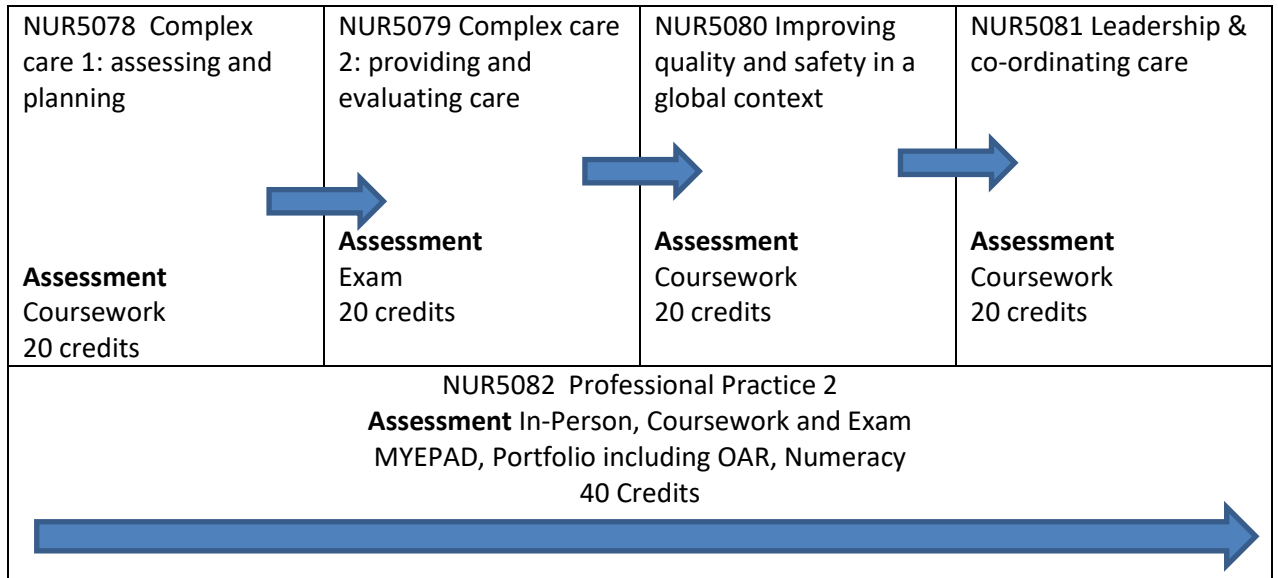 NUR5078  Complex
care 1: assessing and
planning
Assessment
Coursework
20 credits
NUR5079 Complex care
2: providing and
evaluating care
Assessment
Exam
20 credits
NUR5080 Improving
quality and safety in a
global context
Assessment
Coursework
20 credits
NUR5081 Leadership &
co-ordinating care
Assessment
Coursework
20 credits
NUR5082  Professional Practice 2
Assessment In-Person, Coursework and Exam
MYEPAD, Portfolio including OAR, Numeracy
40 Credits